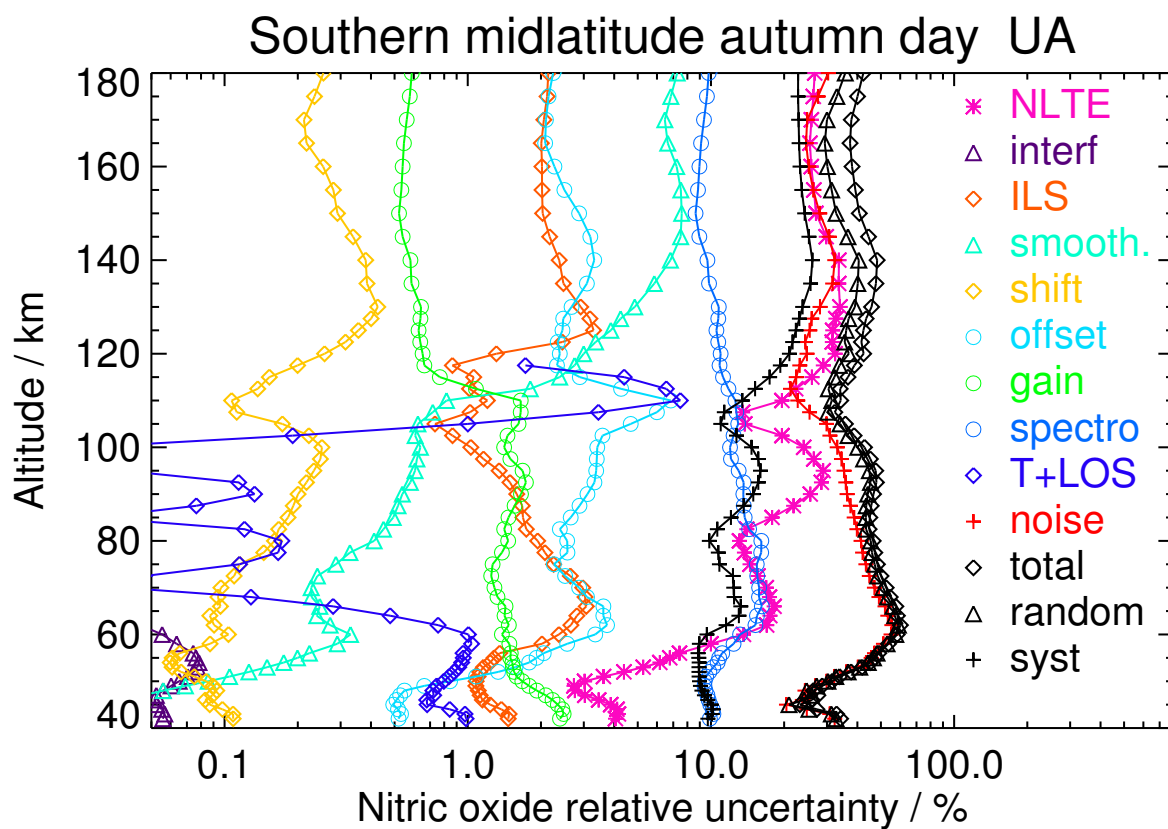 Southern midlatitude autumn day UA
180
160
140
120
100
80
60
40
Altitude / km
NLTE
interf
ILS
smooth.
shift
offset
gain
spectro
T+LOS
noise
total
random
syst
0.1 1.0 10.0 100.0
Nitric oxide relative uncertainty / %